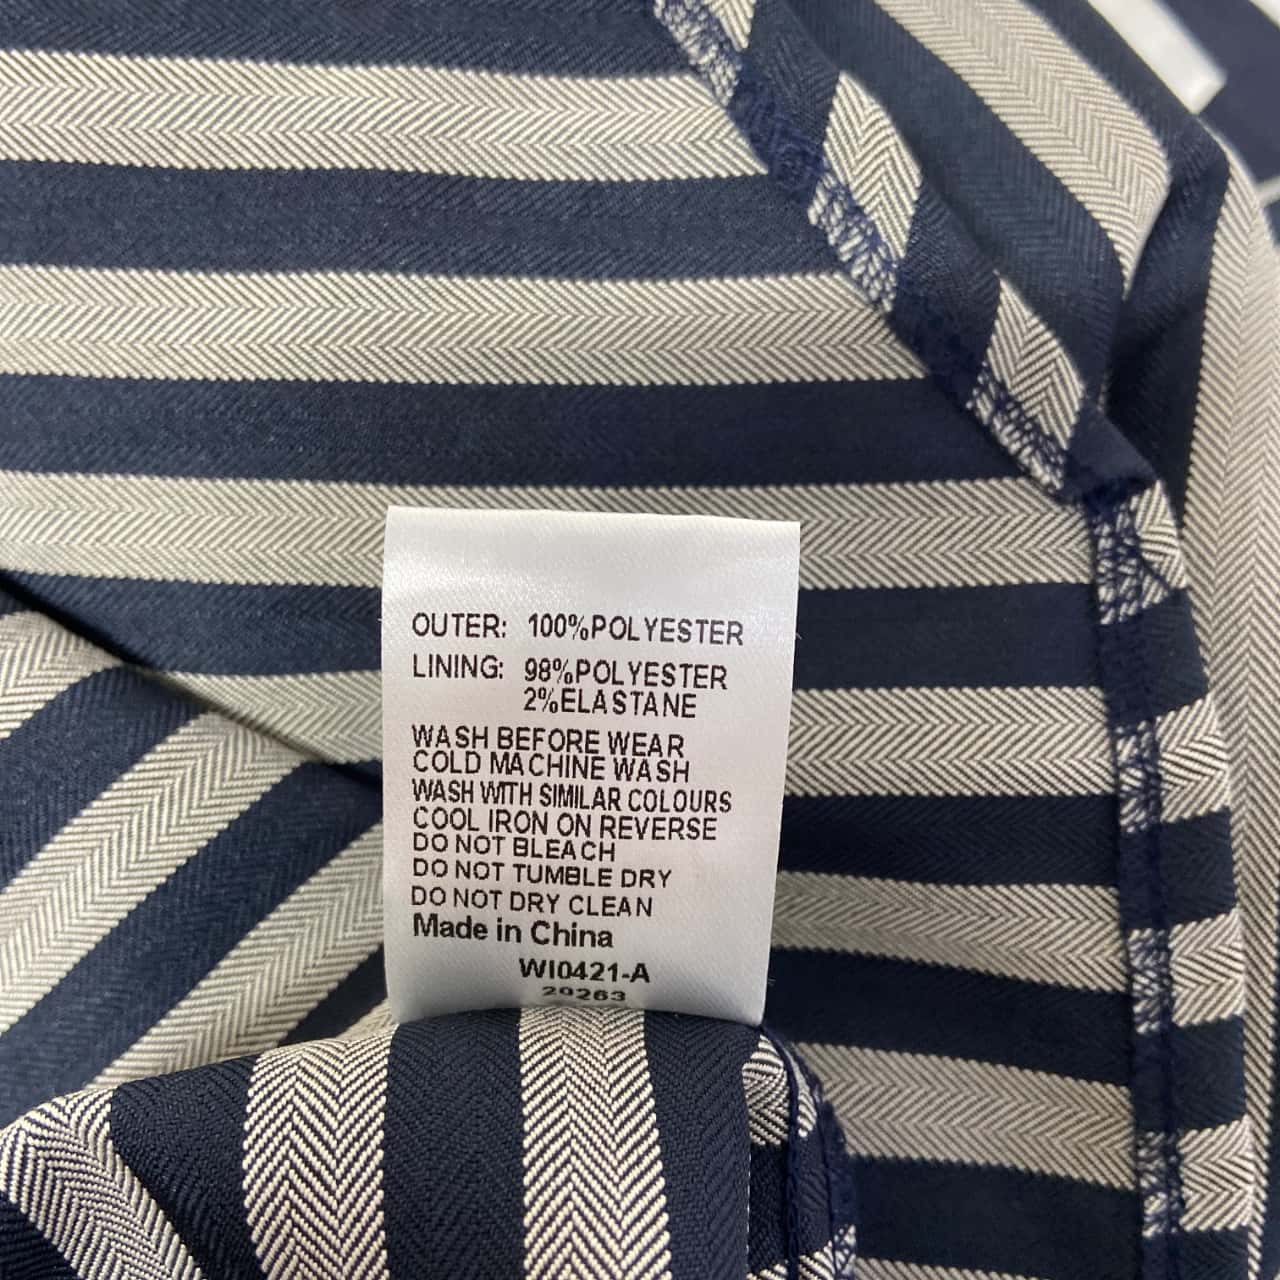 OUTER: 100%POLYESTER
LINING: 98%POLYESTER
2%ELASTANE
WASH BEFORE WEAR
COLD MACHINE WASH
WASH WITH SIMILAR COLOURS
COOL IRON ON REVERSE
DO NOT BLEACH
DO NOT TUMBLE DRY
DO NOT DRY CLEAN
Made in China
WI0421-A
29263